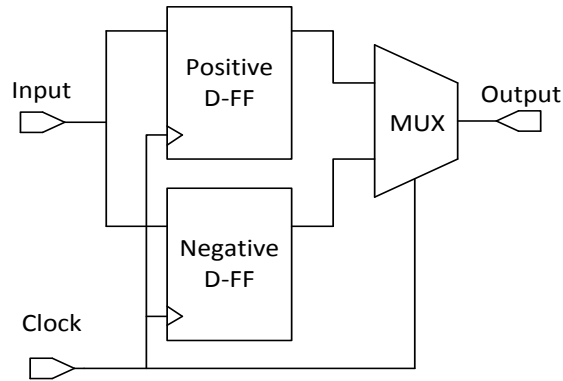 Positive
D-FF
Input
Output
MUX
Negative
D-FF
Clock